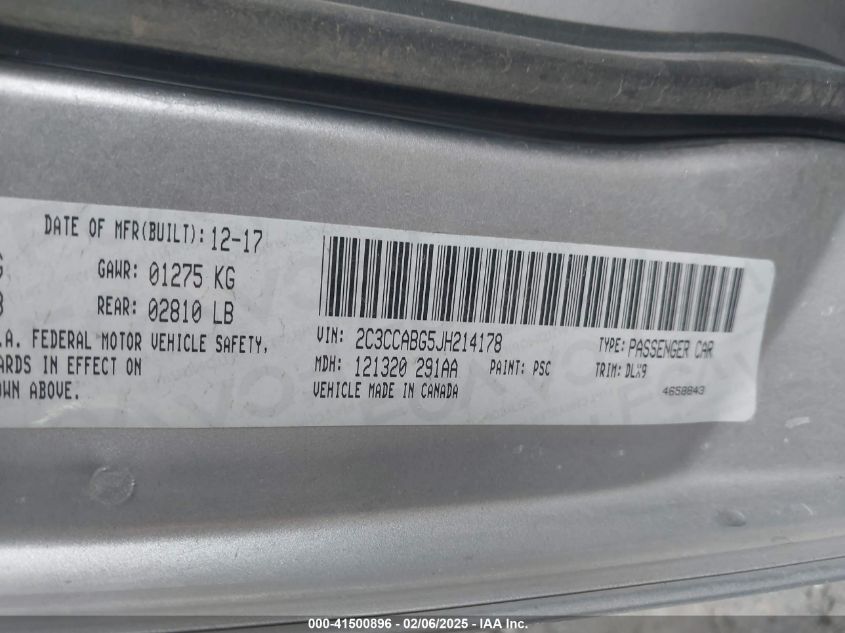 DATE OF MFR(BUILT): 12-17
G GAWR: 01275 KG
REAR: 02810 LB
.A. FEDERAL MOTOR VEHICLE SAFETY,
ARDS IN EFFECT ON
WN ABOVE.
VIN: 2C3CCABG5JH214178
TYPE: PASSENGER CAR
MDH: 121320 291AA PAINT: PSC TRIM: DLX9
VEHICLE MADE IN CANADA
4658843
000-41500896 - 02/06/2025 - IAA Inc.